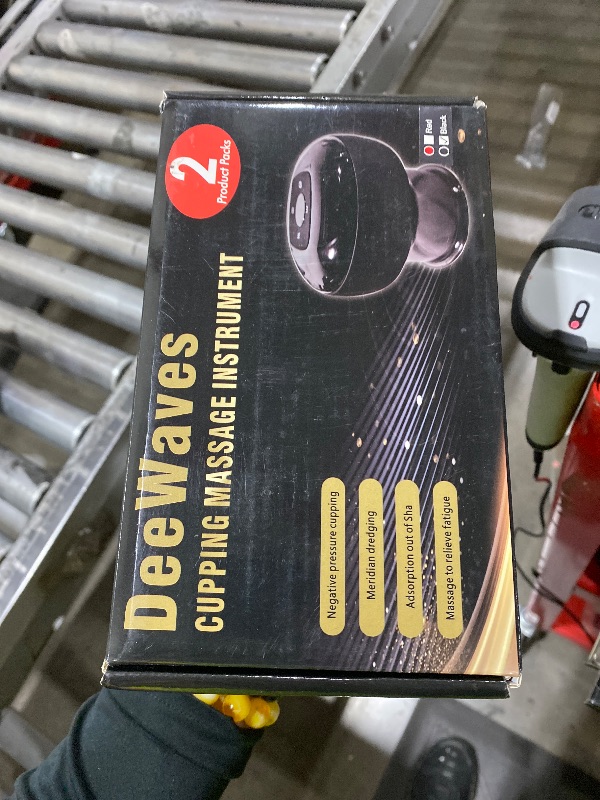 2
Product Packs
Red
Black
DeeWaves
CUPPING MASSAGE INSTRUMENT
Negative pressure cupping
Meridian dredging
Adsorption out of Sha
Massage to relieve fatigue